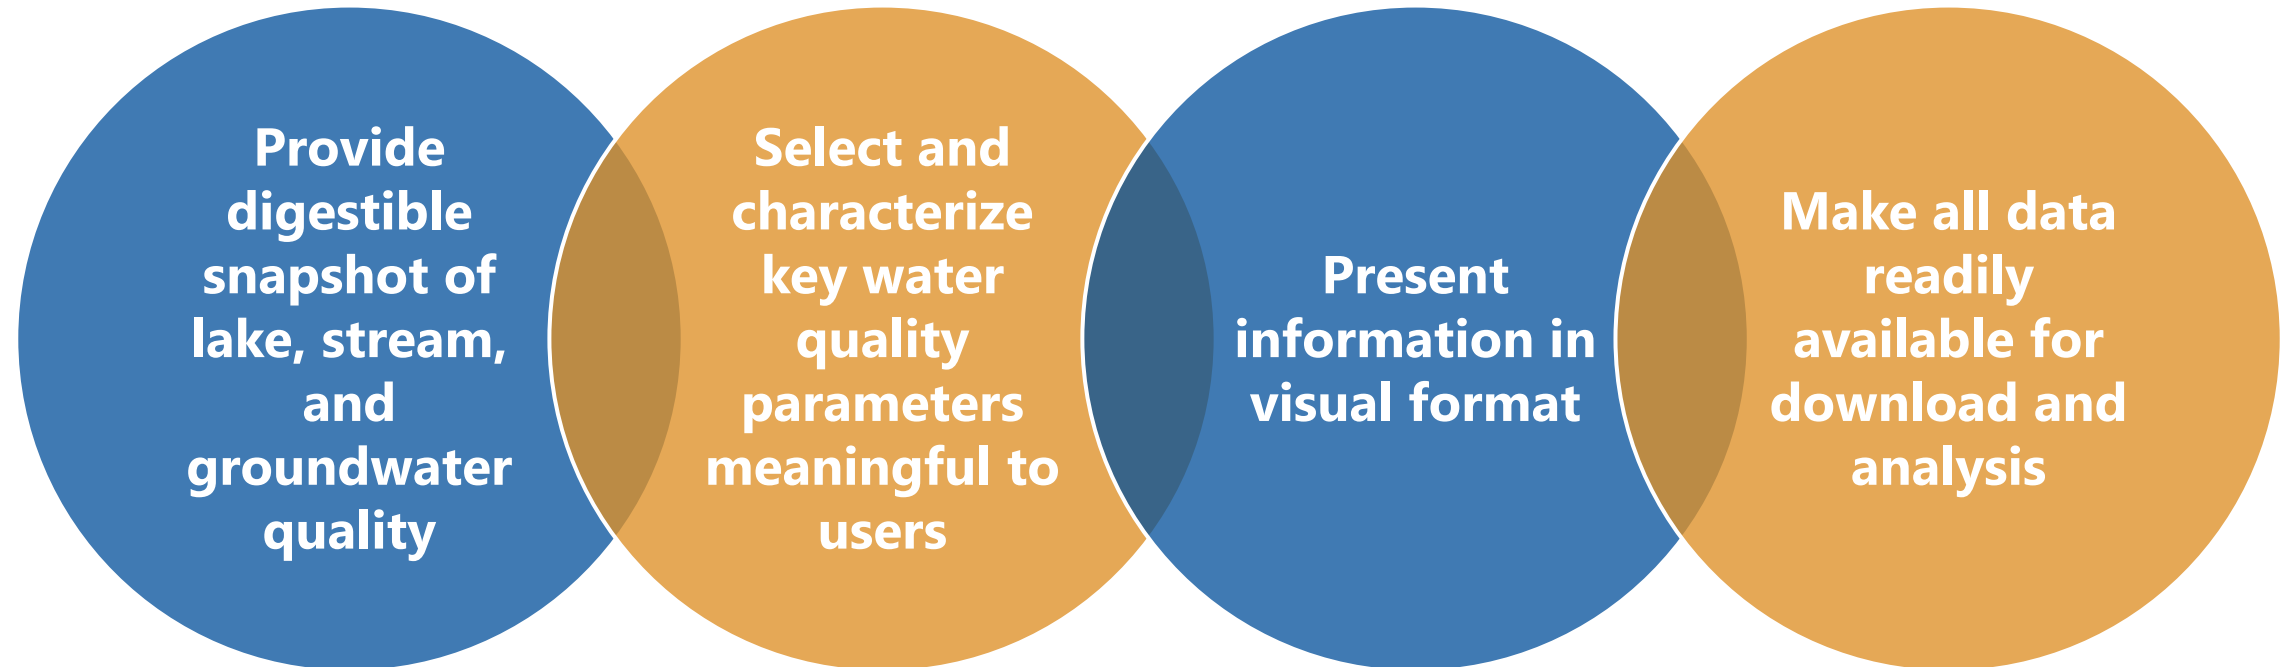 Provide
digestible
snapshot of
lake, stream,
and
groundwater
quality
Select and
characterize
key water
quality
parameters
meaningful to
users
Present
information in
visual format
Make all data
readily
available for
download and
analysis